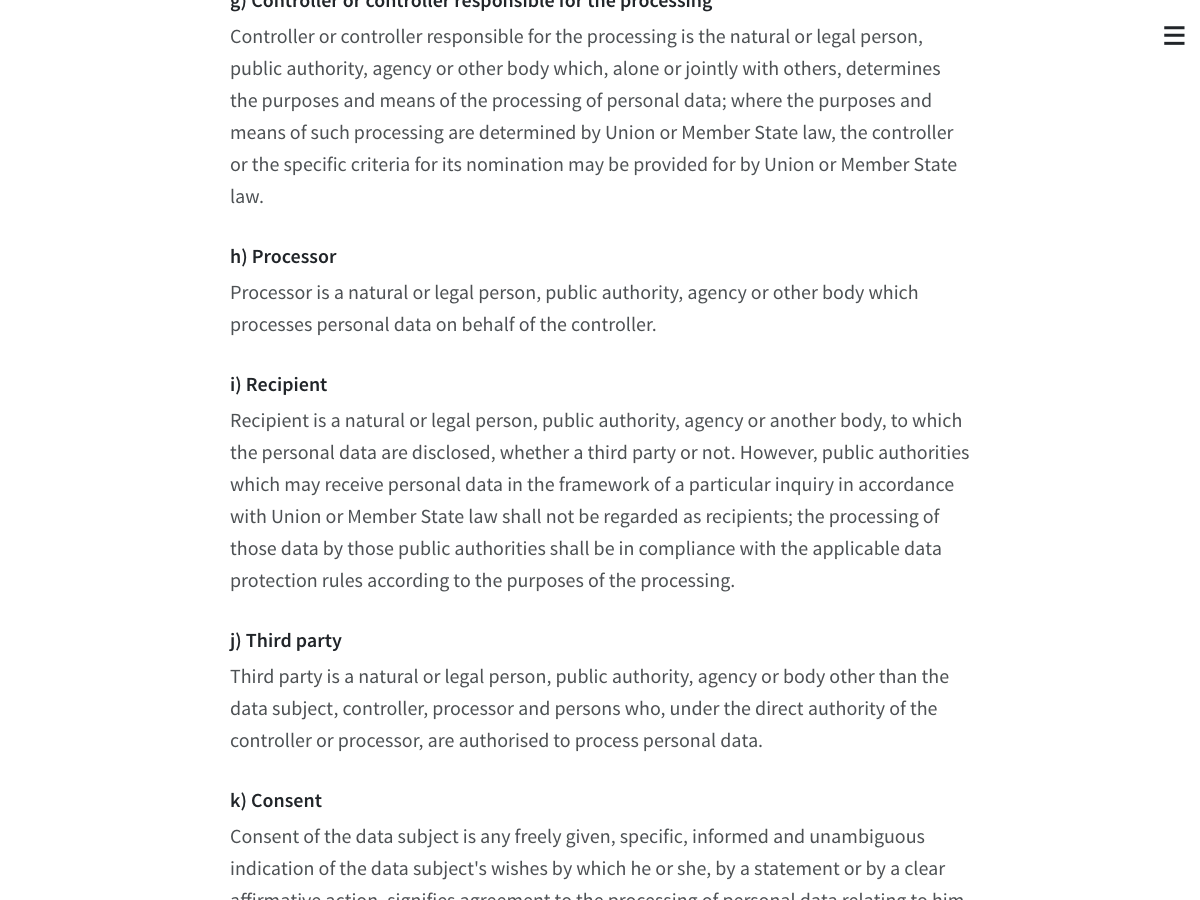 g) Controller or controller responsible for the processing
Controller or controller responsible for the processing is the natural or legal person,
public authority, agency or other body which, alone or jointly with others, determines
the purposes and means of the processing of personal data; where the purposes and
means of such processing are determined by Union or Member State law, the controller
or the specific criteria for its nomination may be provided for by Union or Member State
law.
h) Processor
Processor is a natural or legal person, public authority, agency or other body which
processes personal data on behalf of the controller.
i) Recipient
Recipient is a natural or legal person, public authority, agency or another body, to which
the personal data are disclosed, whether a third party or not. However, public authorities
which may receive personal data in the framework of a particular inquiry in accordance
with Union or Member State law shall not be regarded as recipients; the processing of
those data by those public authorities shall be in compliance with the applicable data
protection rules according to the purposes of the processing.
j) Third party
Third party is a natural or legal person, public authority, agency or body other than the
data subject, controller, processor and persons who, under the direct authority of the
controller or processor, are authorised to process personal data.
k) Consent
Consent of the data subject is any freely given, specific, informed and unambiguous
indication of the data subject's wishes by which he or she, by a statement or by a clear
affirmative action, signifies agreement to the processing of personal data relating to him